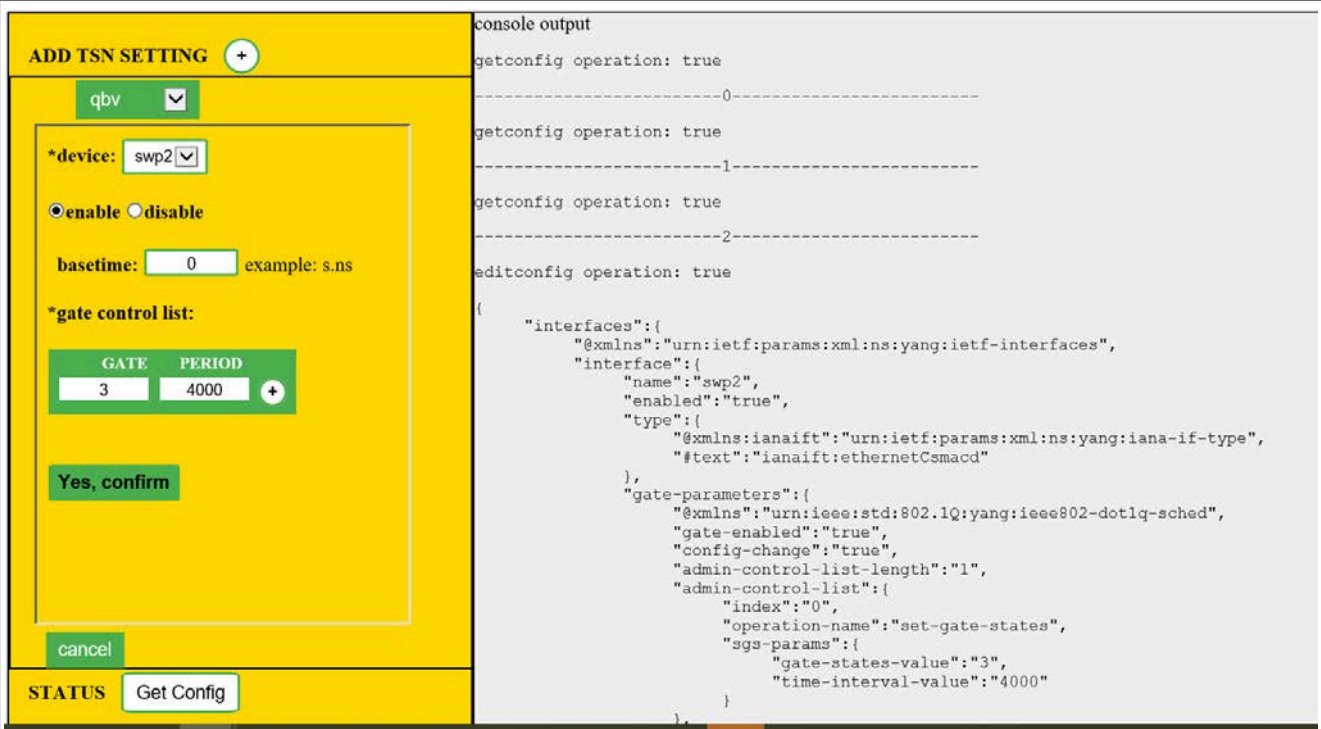 ADD TSN SETTING +
qbv
*device: swp2
enable disable
basetime: 0 example: s.ns
*gate control list:
GATE PERIOD
3 4000 +
Yes, confirm
cancel
STATUS Get Config
console output
getconfig operation: true
-------------------------0-------------------------
getconfig operation: true
-------------------------1-------------------------
getconfig operation: true
-------------------------2-------------------------
editconfig operation: true
{
"interfaces":{
"@xmlns":"urn:ietf:params:xml:ns:yang:ietf-interfaces",
"interface":{
"name":"swp2",
"enabled":"true",
"type":{
"@xmlns:ianaift":"urn:ietf:params:xml:ns:yang:iana-if-type",
"#text":"ianaift:ethernetCsmacd"
},
"gate-parameters":{
"@xmlns":"urn:ieee:std:802.1Q:yang:ieee802-dot1q-sched",
"gate-enabled":"true",
"config-change":"true",
"admin-control-list-length":"1",
"admin-control-list":{
"index":"0",
"operation-name":"set-gate-states",
"sgs-params":{
"gate-states-value":"3",
"time-interval-value":"4000"
}
},